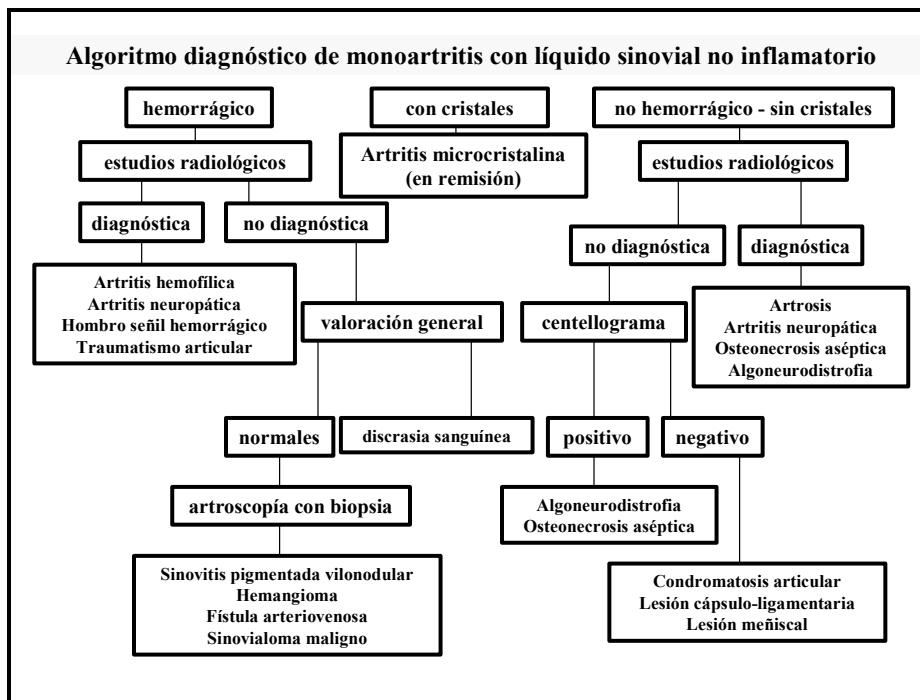 Algoritmo diagnóstico de monoartritis con líquido sinovial no inflamatorio
hemorrágico
con cristales
no hemorrágico - sin cristales
estudios radiológicos
Artritis microcristalina
(en remisión)
estudios radiológicos
diagnóstica
no diagnóstica
no diagnóstica
diagnóstica
Artritis hemofílica
Artritis neuropática
Hombro señil hemorrágico
Traumatismo articular
valoración general
centellograma
Artrosis
Artritis neuropática
Osteonecrosis aséptica
Algoneurodistrofia
normales
discrasia sanguínea
positivo
negativo
artroscopía con biopsia
Algoneurodistrofia
Osteonecrosis aséptica
Sinovitis pigmentada vilonodular
Hemangioma
Fístula arteriovenosa
Sinovialoma maligno
Condromatosis articular
Lesión cápsulo-ligamentaria
Lesión meñiscal